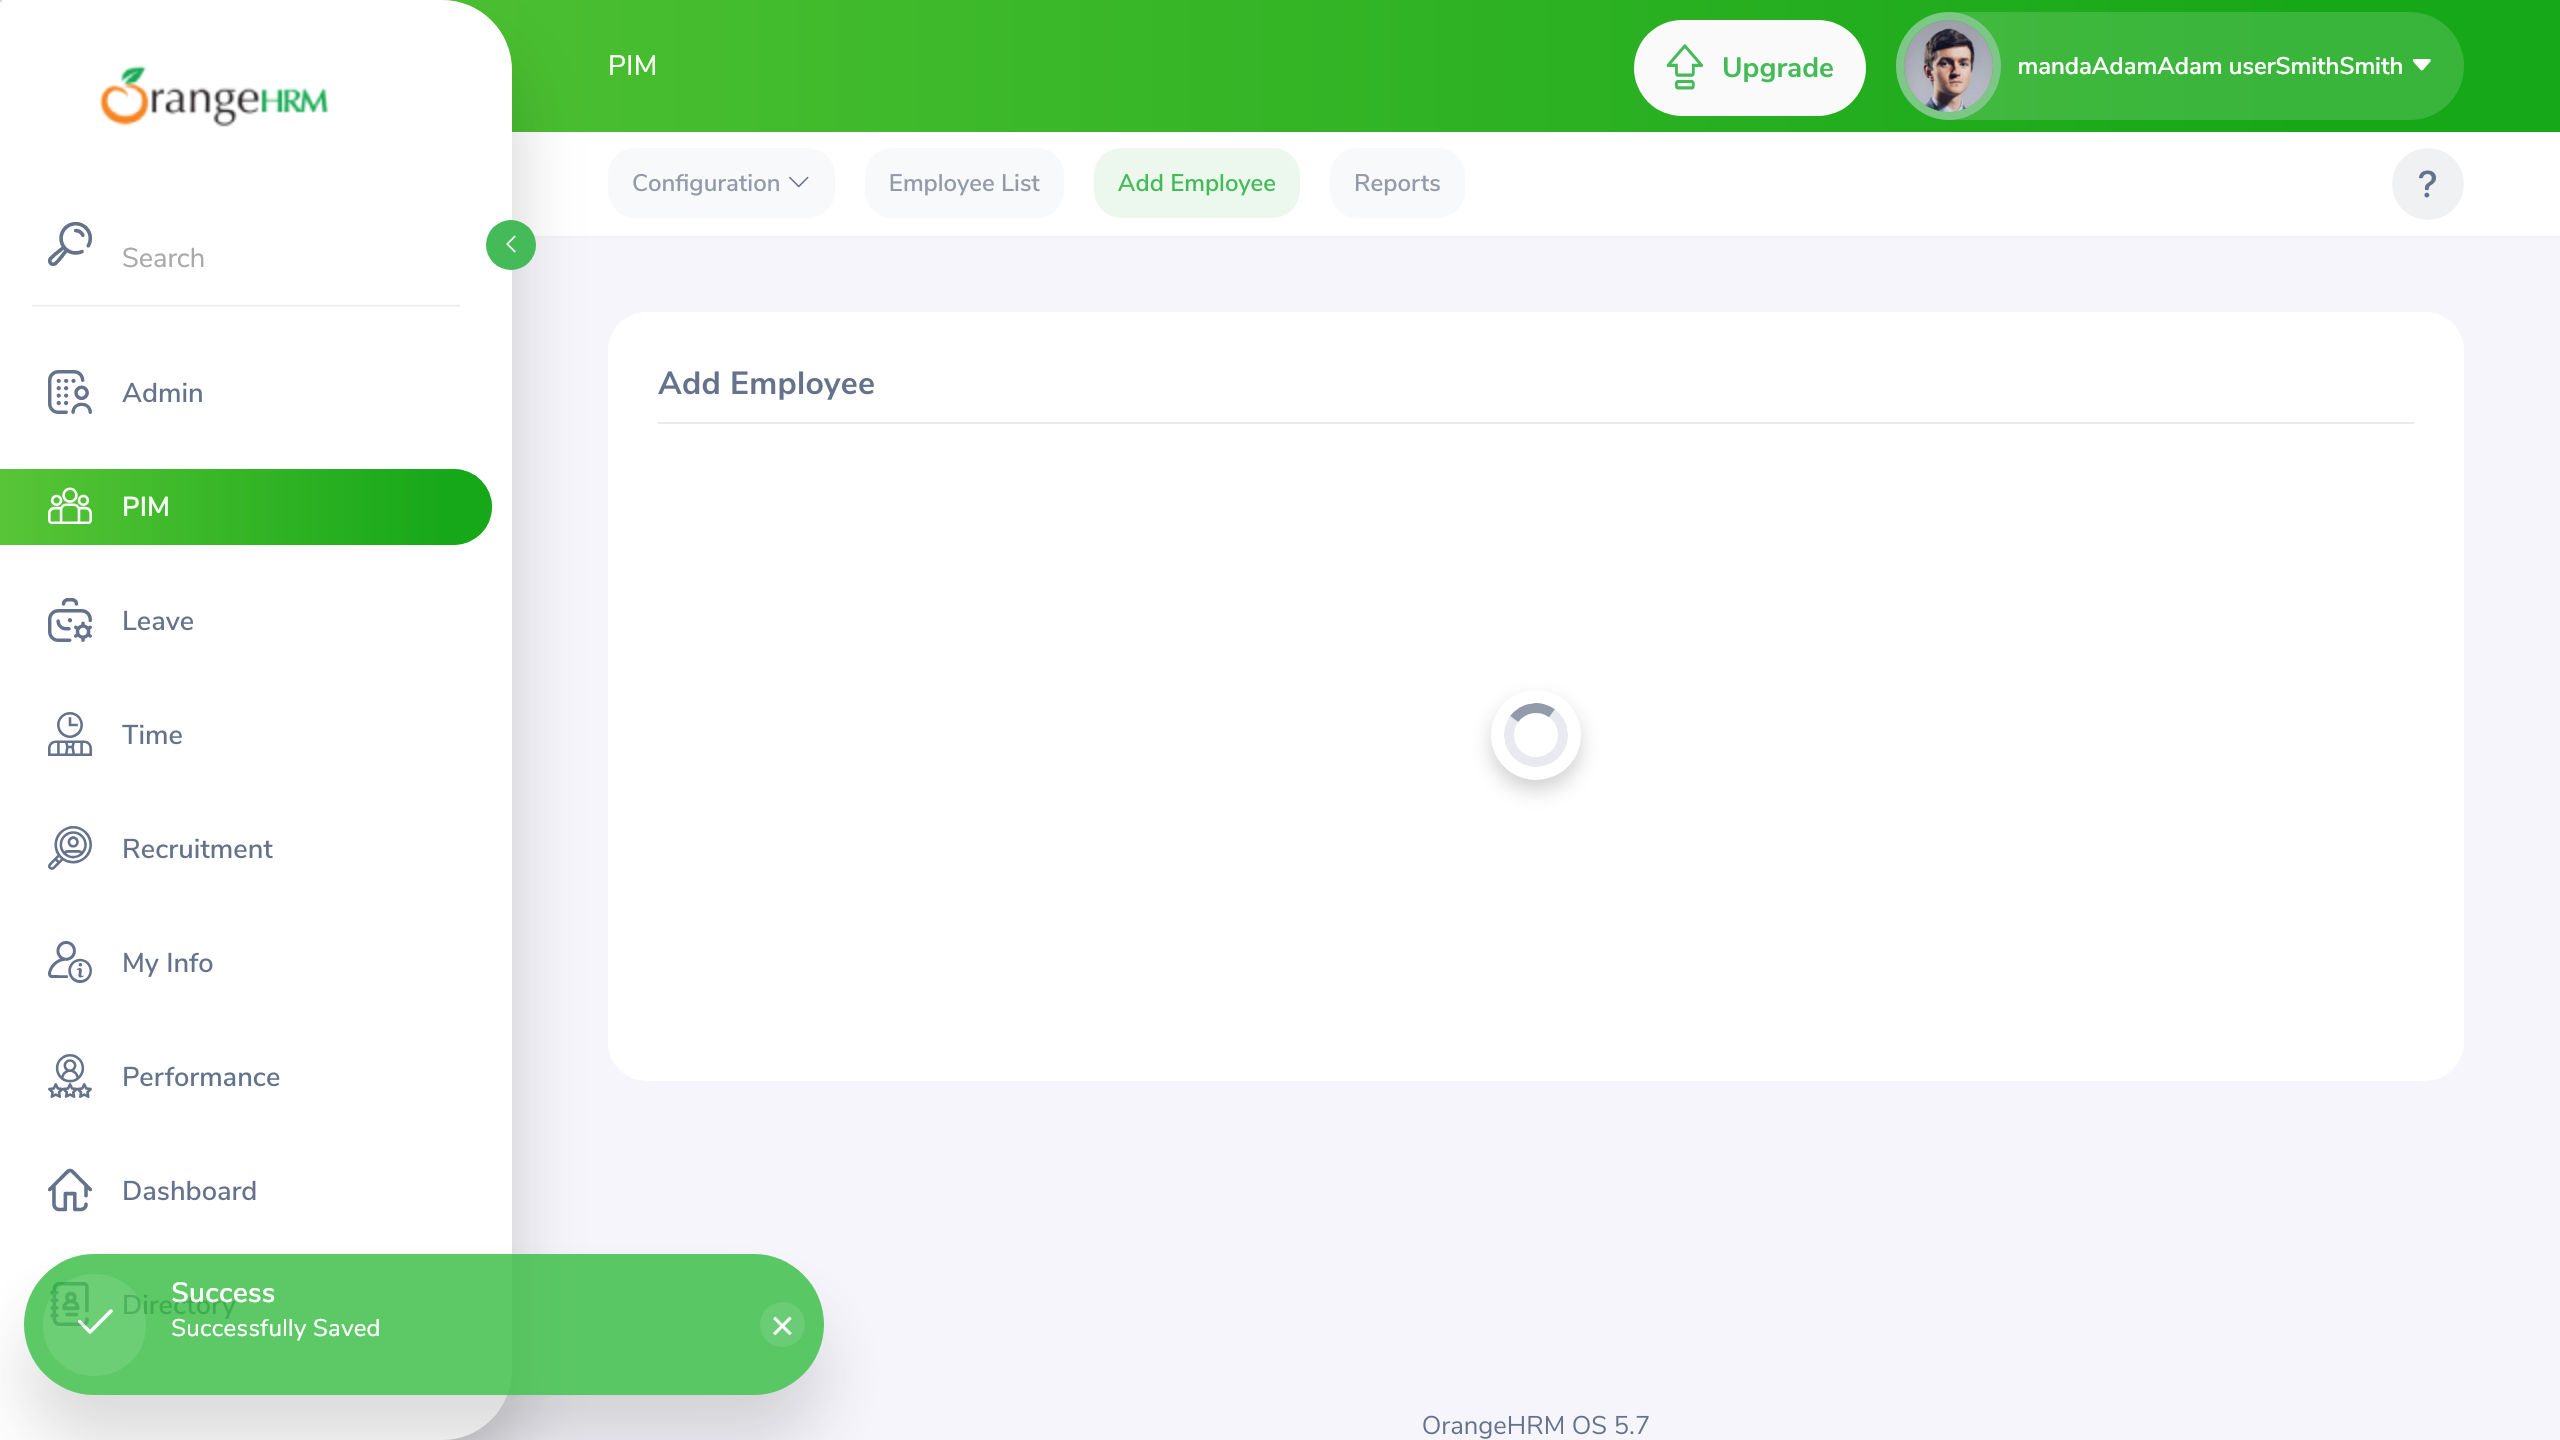 OrangeHRM
PIM
Upgrade
mandaAdamAdam userSmithSmith
Configuration
Employee List
Add Employee
Reports
?
Search
Admin
PIM
Leave
Time
Recruitment
My Info
Performance
Dashboard
Directory
Add Employee
Success
Successfully Saved
OrangeHRM OS 5.7